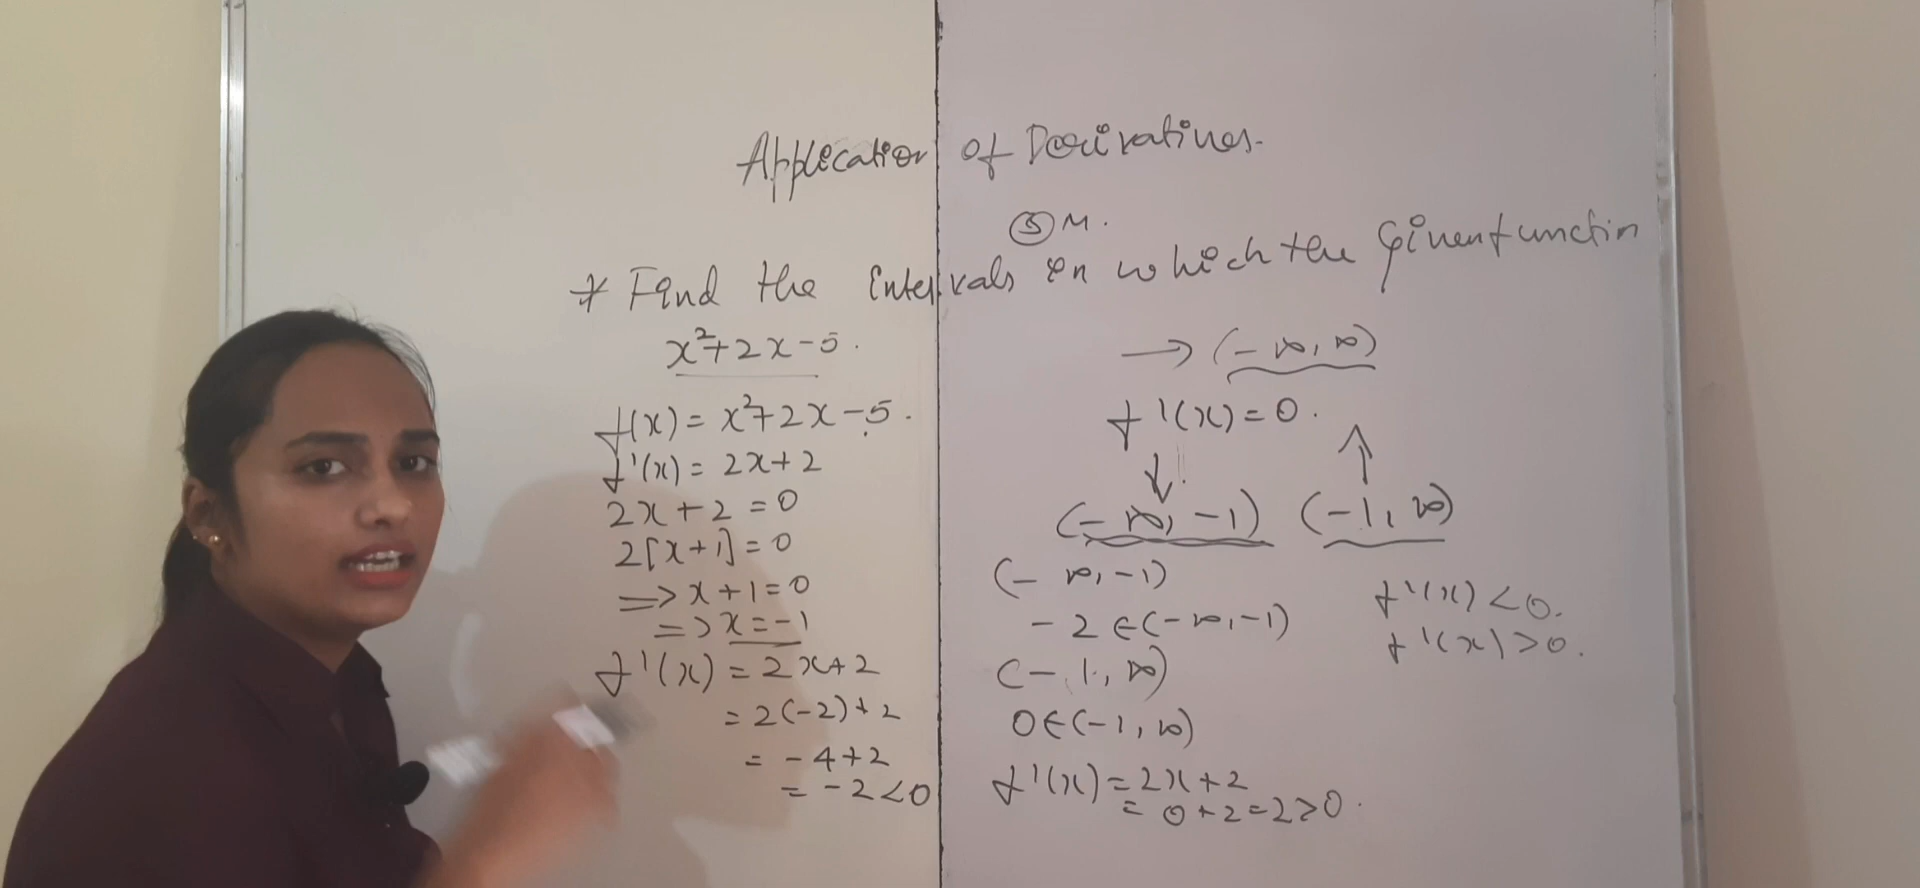 Application of Derivatives.
⑤ M.
* Find the intervals in which the given function
x²+2x-5.
f(x) = x²+2x-5.
f'(x) = 2x+2
2x+2 = 0
2[x+1] = 0
=> x+1=0
=> x=-1
f'(x) = 2x+2
= 2(-2)+2
= -4+2
= -2<0
→ (-∞,∞)
f'(x)=0.
↓ ↑
(-∞,-1) (-1,∞)
(-∞,-1)
-2 ∈(-∞,-1)
(-1,∞)
0∈(-1,∞)
f'(x)=2x+2
= 0+2=2>0.
f'(x)<0.
f'(x)>0.